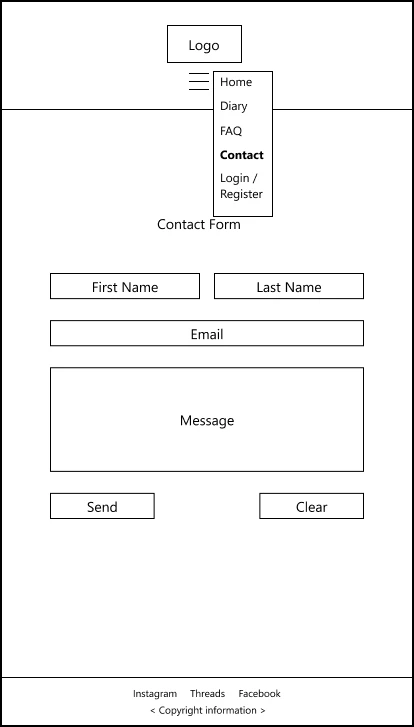 Logo
Home
Diary
FAQ
Contact
Login /
Register
Contact Form
First Name Last Name
Email
Message
Send Clear
Instagram Threads Facebook
< Copyright information >